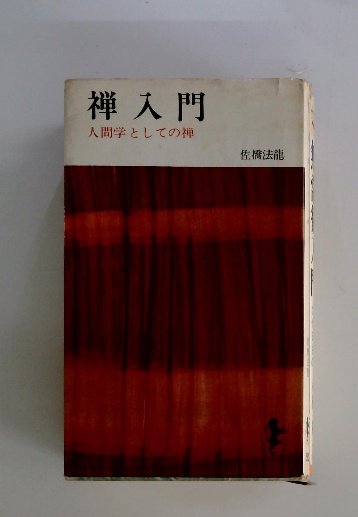 禅入門
人間学としての禅
佐橋法龍